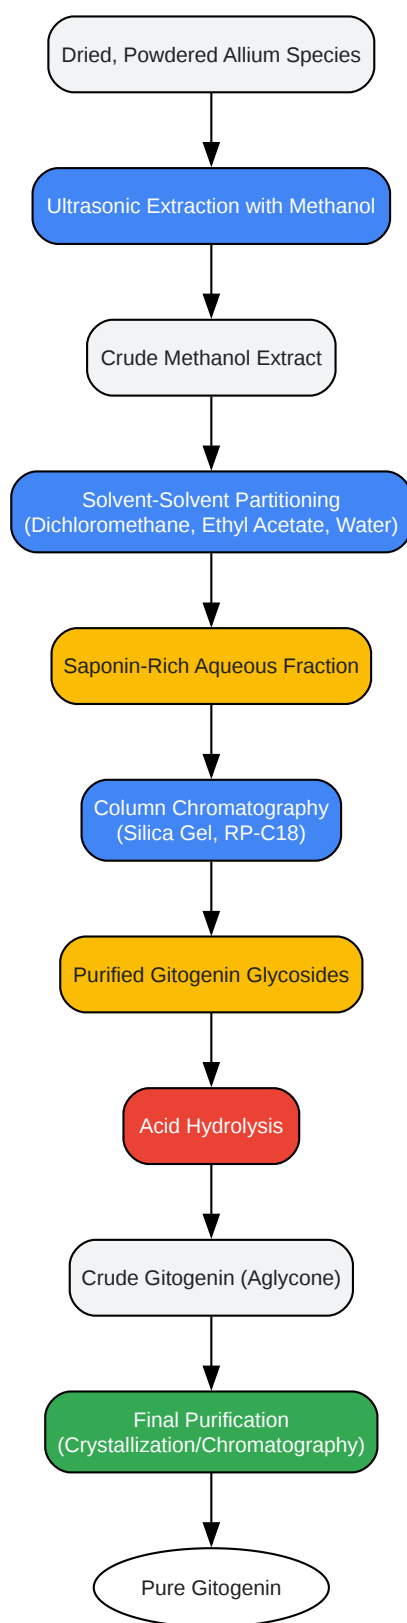 Dried, Powdered Allium Species
Ultrasonic Extraction with Methanol
Crude Methanol Extract
Solvent-Solvent Partitioning
(Dichloromethane, Ethyl Acetate, Water)
Saponin-Rich Aqueous Fraction
Column Chromatography
(Silica Gel, RP-C18)
Purified Gitogenin Glycosides
Acid Hydrolysis
Crude Gitogenin (Aglycone)
Final Purification
(Crystallization/Chromatography)
Pure Gitogenin